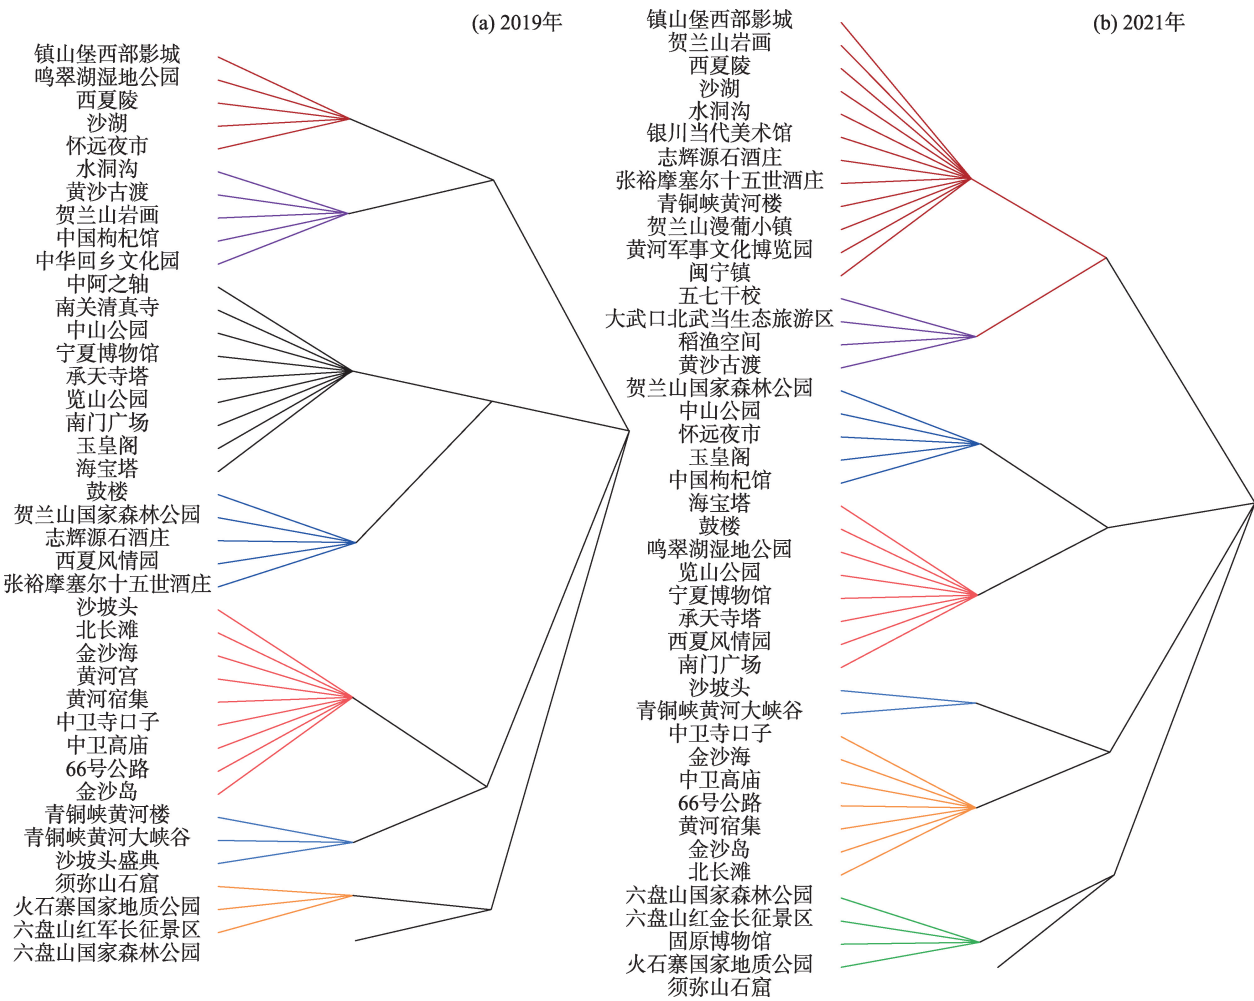 (a) 2019年
镇山堡西部影城
鸣翠湖湿地公园
西夏陵
沙湖
怀远夜市
水洞沟
黄沙古渡
贺兰山岩画
中国枸杞馆
中华回乡文化园
中阿之轴
南关清真寺
中山公园
宁夏博物馆
承天寺塔
览山公园
南门广场
玉皇阁
海宝塔
鼓楼
贺兰山国家森林公园
志辉源石酒庄
西夏风情园
张裕摩塞尔十五世酒庄
沙坡头
北长滩
金沙海
黄河宫
黄河宿集
中卫寺口子
中卫高庙
66号公路
金沙岛
青铜峡黄河楼
青铜峡黄河大峡谷
沙坡头盛典
须弥山石窟
火石寨国家地质公园
六盘山红军长征景区
六盘山国家森林公园
(b) 2021年
镇山堡西部影城
贺兰山岩画
西夏陵
沙湖
水洞沟
银川当代美术馆
志辉源石酒庄
张裕摩塞尔十五世酒庄
青铜峡黄河楼
贺兰山漫葡小镇
黄河军事文化博览园
闽宁镇
五七干校
大武口北武当生态旅游区
稻渔空间
黄沙古渡
贺兰山国家森林公园
中山公园
怀远夜市
玉皇阁
中国枸杞馆
海宝塔
鼓楼
鸣翠湖湿地公园
览山公园
宁夏博物馆
承天寺塔
西夏风情园
南门广场
沙坡头
青铜峡黄河大峡谷
中卫寺口子
金沙海
中卫高庙
66号公路
黄河宿集
金沙岛
北长滩
六盘山国家森林公园
六盘山红金长征景区
固原博物馆
火石寨国家地质公园
须弥山石窟